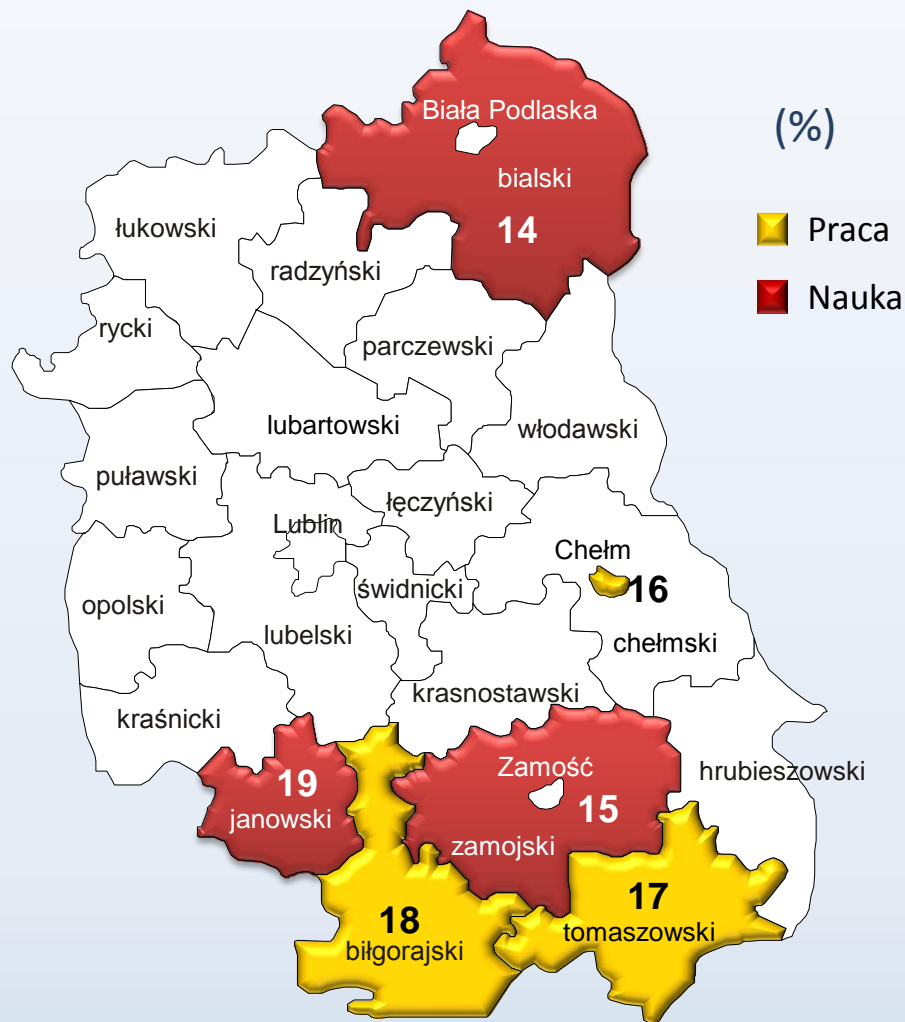 Biała Podlaska
(%)
bialski
14
Praca
łukowski
radzyński
Nauka
rycki
parczewski
lubartowski
włodawski
puławski
łęczyński
Lublin
Chełm
świdnicki
16
opolski
lubelski
chełmski
krasnostawski
kraśnicki
Zamość
hrubieszowski
19
15
janowski
zamojski
17
18
tomaszowski
biłgorajski